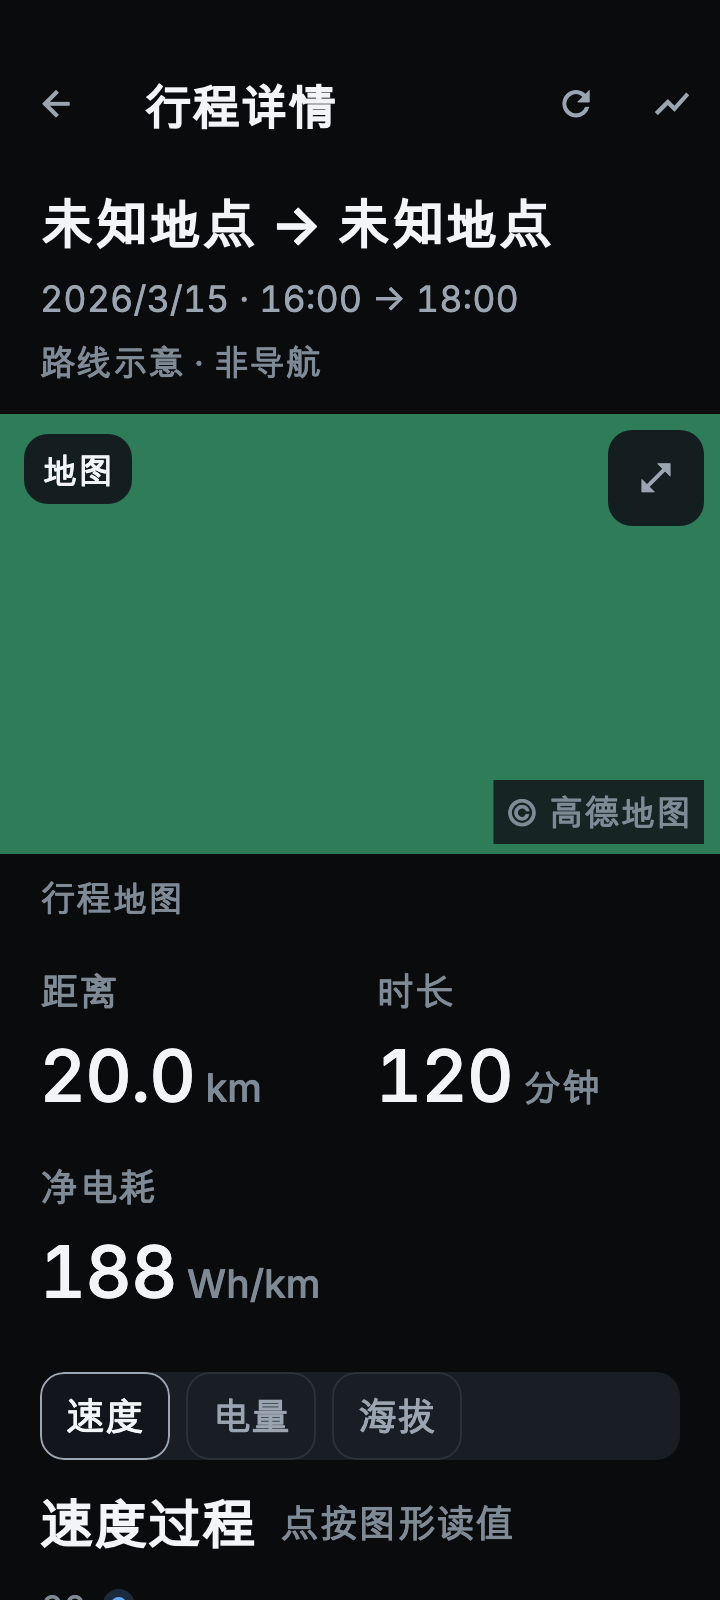 行程详情
未知地点 → 未知地点
2026/3/15 · 16:00 → 18:00
路线示意 · 非导航
地图
© 高德地图
行程地图
距离 时长
20.0 km 120 分钟
净电耗
188 Wh/km
速度 电量 海拔
速度过程 点按图形读值